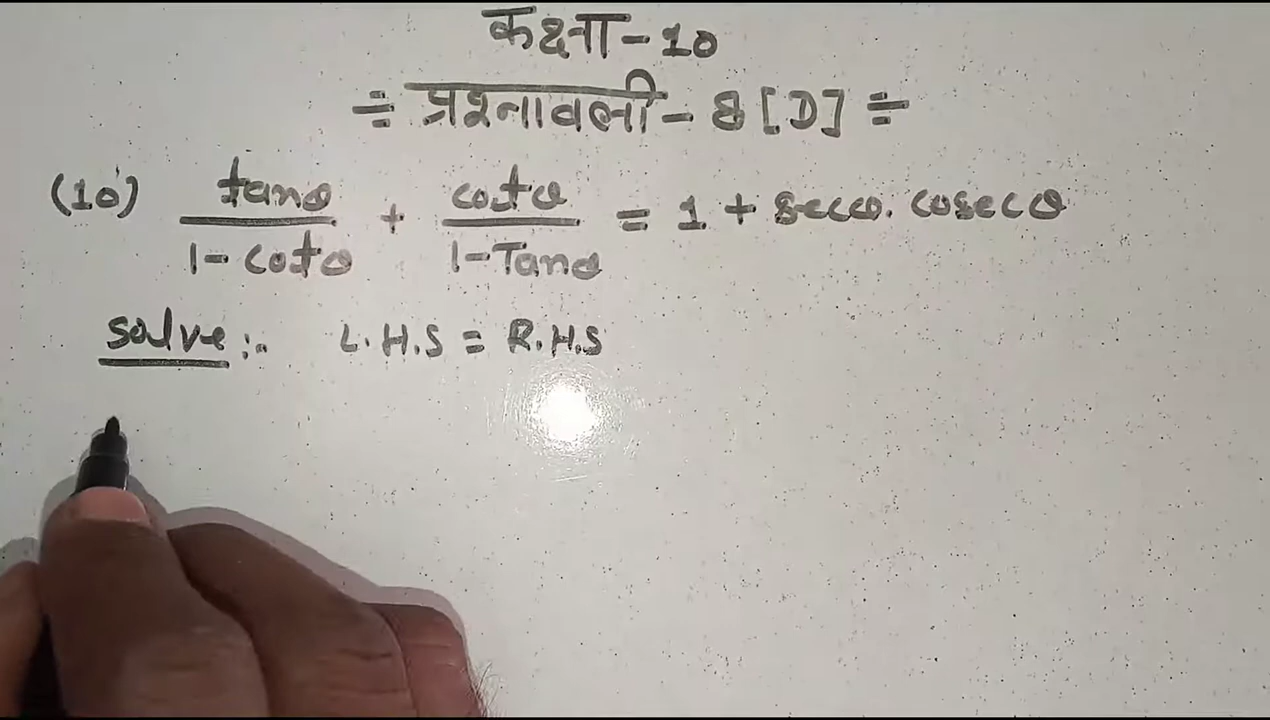 कक्षा-10
÷ प्रश्नावली - 8 [D] ÷
(10) tanθ/1-cotθ + cotθ/1-Tanθ = 1 + secθ. cosecθ
Solve :- L.H.S = R.H.S